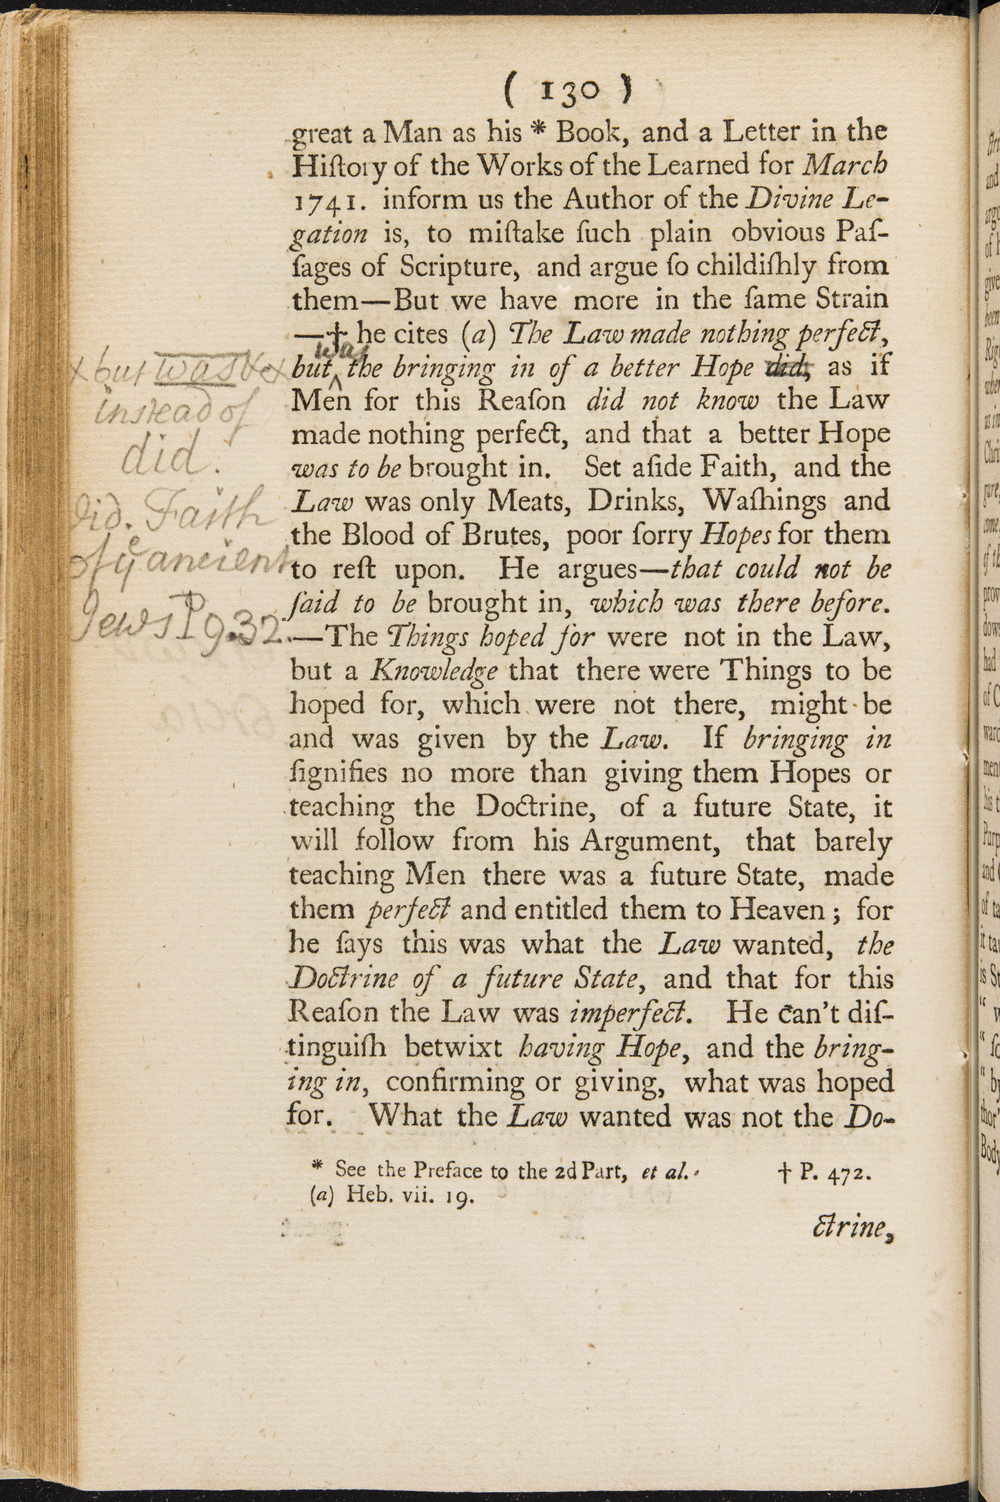 ( 130 )
great a Man as his * Book, and a Letter in the
Hiſtory of the Works of the Learned for March
1741. inform us the Author of the Divine Le-
gation is, to miſtake ſuch plain obvious Paſ-
ſages of Scripture, and argue ſo childiſhly from
them—But we have more in the ſame Strain
—† he cites (a) The Law made nothing perfect,
was
but ‸ the bringing in of a better Hope did; as if
Men for this Reaſon did not know the Law
made nothing perfect, and that a better Hope
was to be brought in. Set aſide Faith, and the
Law was only Meats, Drinks, Waſhings and
the Blood of Brutes, poor ſorry Hopes for them
to reſt upon. He argues—that could not be
ſaid to be brought in, which was there before.
—The Things hoped for were not in the Law,
but a Knowledge that there were Things to be
hoped for, which were not there, might be
and was given by the Law. If bringing in
ſignifies no more than giving them Hopes or
teaching the Doctrine, of a future State, it
will follow from his Argument, that barely
teaching Men there was a future State, made
them perfect and entitled them to Heaven; for
he ſays this was what the Law wanted, the
Doctrine of a future State, and that for this
Reaſon the Law was imperfect. He can't diſ-
tinguiſh betwixt having Hope, and the bring-
ing in, confirming or giving, what was hoped
for. What the Law wanted was not the Do-
* See the Preface to the 2d Part, et al. † P. 472.
(a) Heb. vii. 19.
ctrine,
x but was
instead of
did.
Vid. Faith
of yᵉ ancient
Jews Pg. 32.